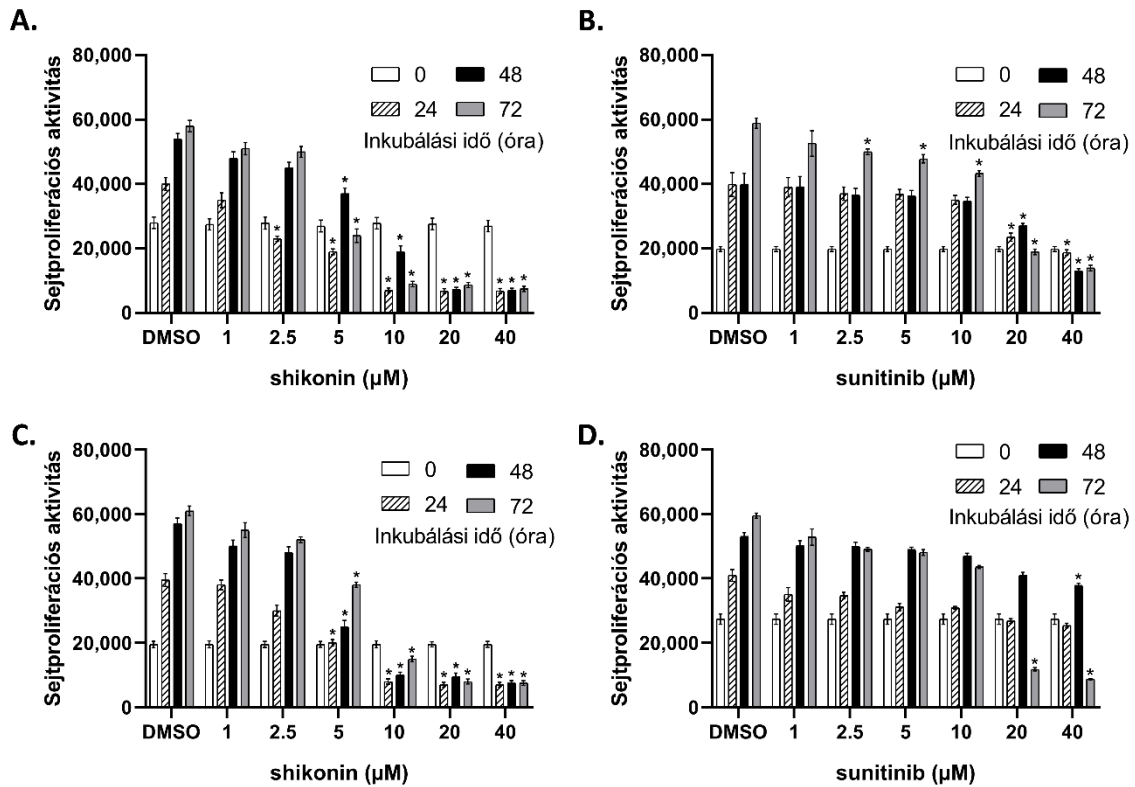 A.
80,000
60,000
40,000
20,000
0
Sejtproliferációs aktivitás
0 48
24 72
Inkubálási idő (óra)
* * * * * * * * * * * *
DMSO 1 2.5 5 10 20 40
shikonin (µM)
B.
80,000
60,000
40,000
20,000
0
Sejtproliferációs aktivitás
0 48
24 72
Inkubálási idő (óra)
* * * * * * * *
DMSO 1 2.5 5 10 20 40
sunitinib (µM)
C.
80,000
60,000
40,000
20,000
0
Sejtproliferációs aktivitás
0 48
24 72
Inkubálási idő (óra)
* * * * * * * * * * * *
DMSO 1 2.5 5 10 20 40
shikonin (µM)
D.
80,000
60,000
40,000
20,000
0
Sejtproliferációs aktivitás
0 48
24 72
Inkubálási idő (óra)
* * *
DMSO 1 2.5 5 10 20 40
sunitinib (µM)